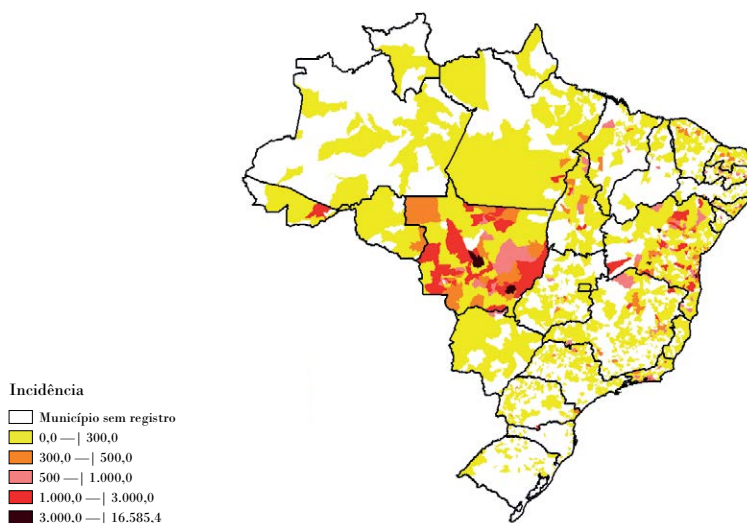 Incidência
Município sem registro
0,0 —| 300,0
300,0 —| 500,0
500 —| 1.000,0
1.000,0 —| 3.000,0
3.000,0 —| 16.585,4